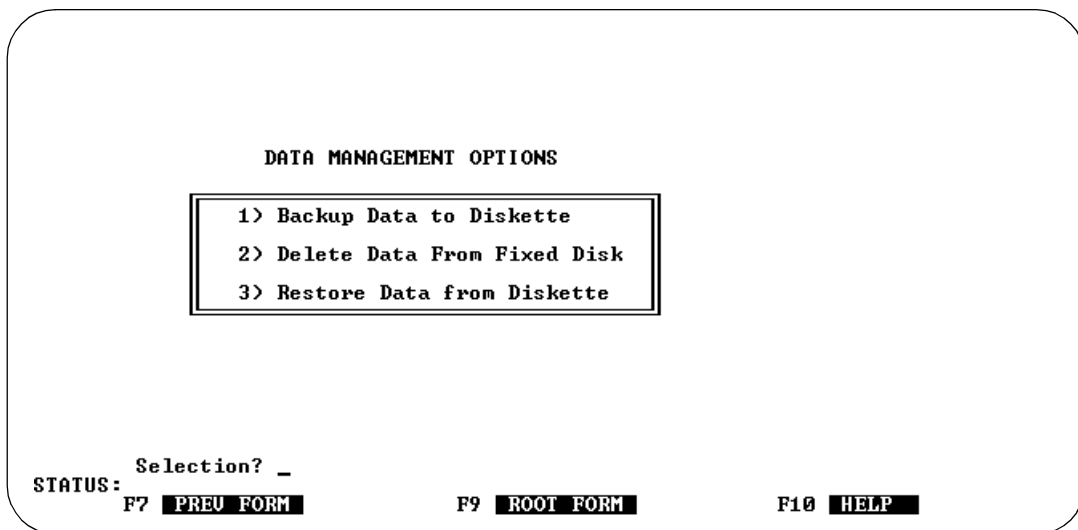 DATA MANAGEMENT OPTIONS
1) Backup Data to Diskette
2) Delete Data From Fixed Disk
3) Restore Data from Diskette
Selection? _
STATUS:
F7 PREV FORM F9 ROOT FORM F10 HELP